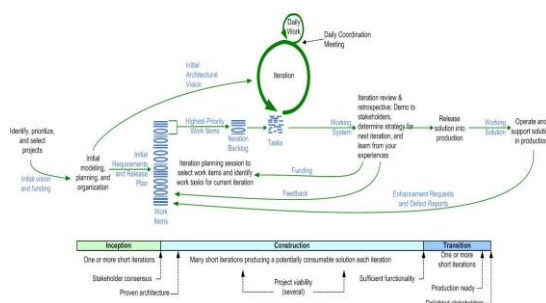 Daily
Work
Daily Coordination
Meeting
Initial
Architectural
Vision
Iteration
Highest-Priority
Work Items
Iteration
Backlog
Tasks
Iteration review &
retrospective: Demo to
stakeholders,
determine strategy for
next iteration, and
learn from your
experiences
Working
System
Release
solution into
production
Working
Solution
Operate and
support solution
in production
Identify, prioritize,
and select
projects
Initial vision
and funding
Initial
modeling,
planning, and
organization
Initial
Requirements
and Release
Plan
Work
Items
Iteration planning session to
select work items and identify
work tasks for current iteration
Funding
Feedback
Enhancement Requests
and Defect Reports
Inception
Construction
Transition
One or more short iterations
Many short iterations producing a potentially consumable solution each iteration
One or more
short iterations
Stakeholder consensus
Proven architecture
Project viability
(several)
Sufficient functionality
Production ready
Delighted stakeholders